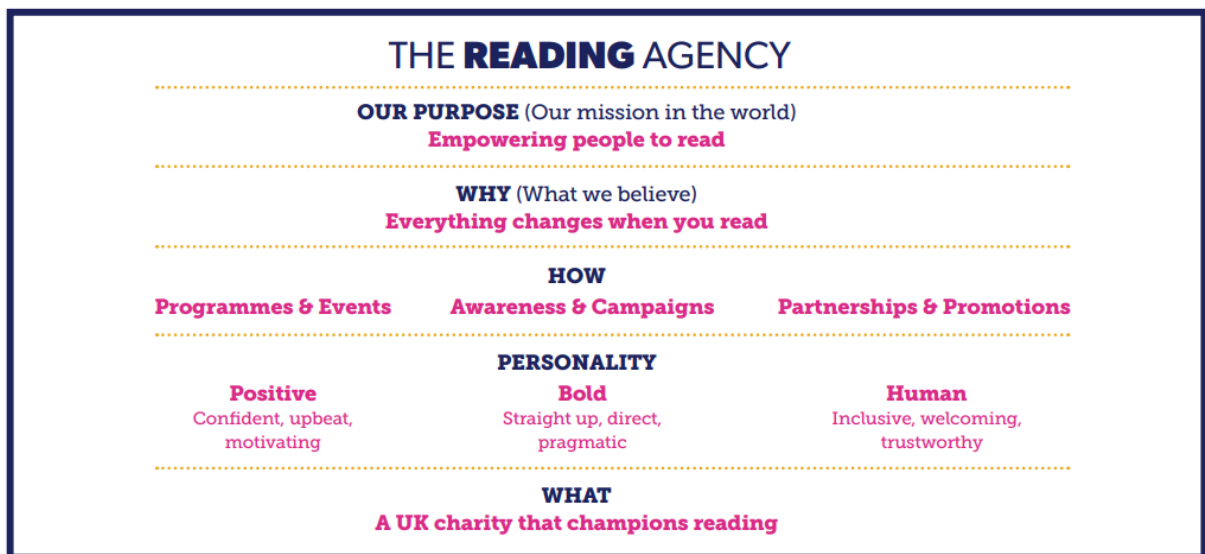 THE READING AGENCY
OUR PURPOSE (Our mission in the world)
Empowering people to read
WHY (What we believe)
Everything changes when you read
HOW
Programmes & Events Awareness & Campaigns Partnerships & Promotions
PERSONALITY
Positive Bold Human
Confident, upbeat, Straight up, direct, Inclusive, welcoming,
motivating pragmatic trustworthy
WHAT
A UK charity that champions reading